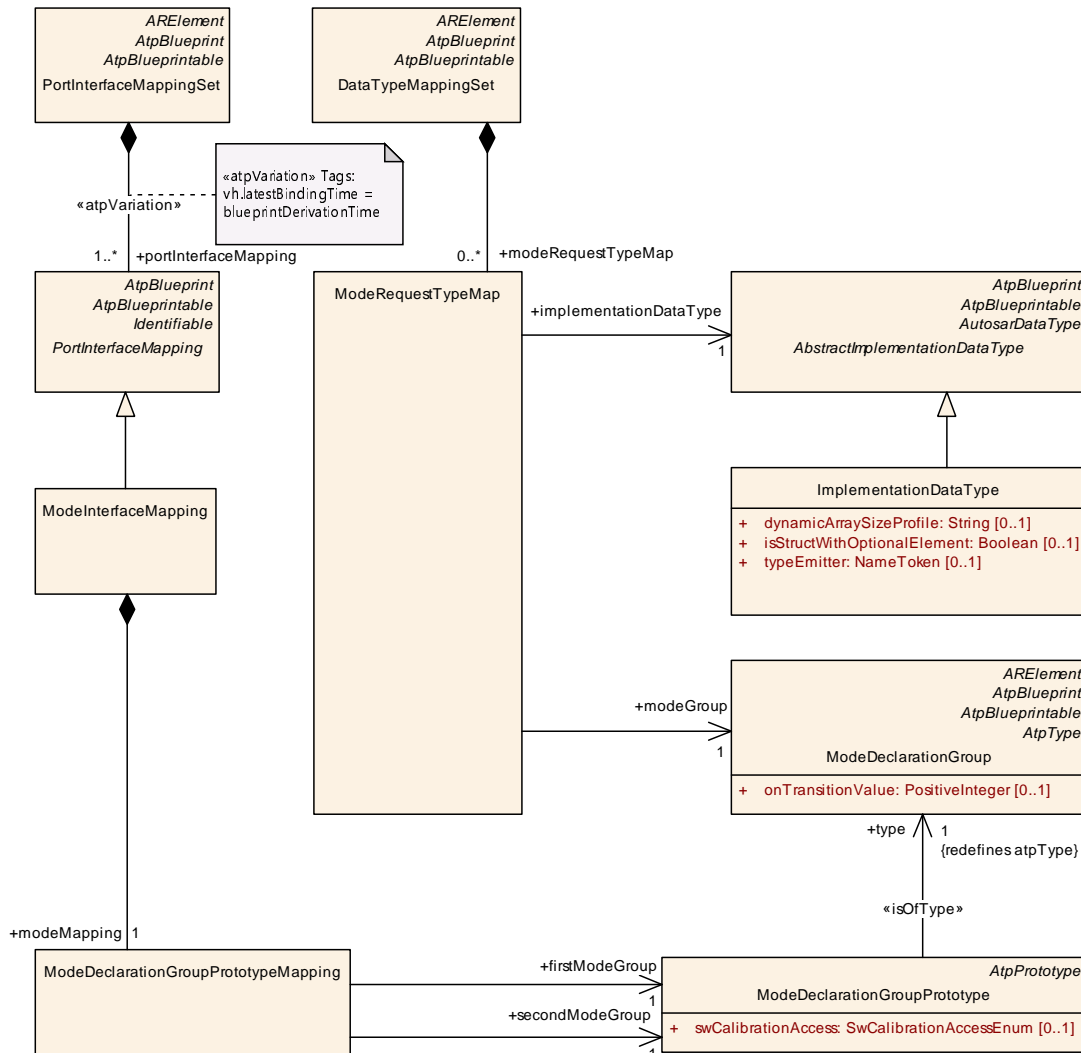 ARElement
AtpBlueprint
AtpBlueprintable
PortInterfaceMappingSet
ARElement
AtpBlueprint
AtpBlueprintable
DataTypeMappingSet
«atpVariation» Tags:
vh.latestBindingTime =
blueprintDerivationTime
«atpVariation»
1..* +portInterfaceMapping
0..* +modeRequestTypeMap
AtpBlueprint
AtpBlueprintable
Identifiable
PortInterfaceMapping
ModeRequestTypeMap
+implementationDataType
1
AtpBlueprint
AtpBlueprintable
AutosarDataType
AbstractImplementationDataType
ModeInterfaceMapping
ImplementationDataType
+ dynamicArraySizeProfile: String [0..1]
+ isStructWithOptionalElement: Boolean [0..1]
+ typeEmitter: NameToken [0..1]
+modeGroup
1
ARElement
AtpBlueprint
AtpBlueprintable
AtpType
ModeDeclarationGroup
+ onTransitionValue: PositiveInteger [0..1]
+type 1
{redefines atpType}
«isOfType»
+modeMapping 1
ModeDeclarationGroupPrototypeMapping
+firstModeGroup
1
+secondModeGroup
1
AtpPrototype
ModeDeclarationGroupPrototype
+ swCalibrationAccess: SwCalibrationAccessEnum [0..1]